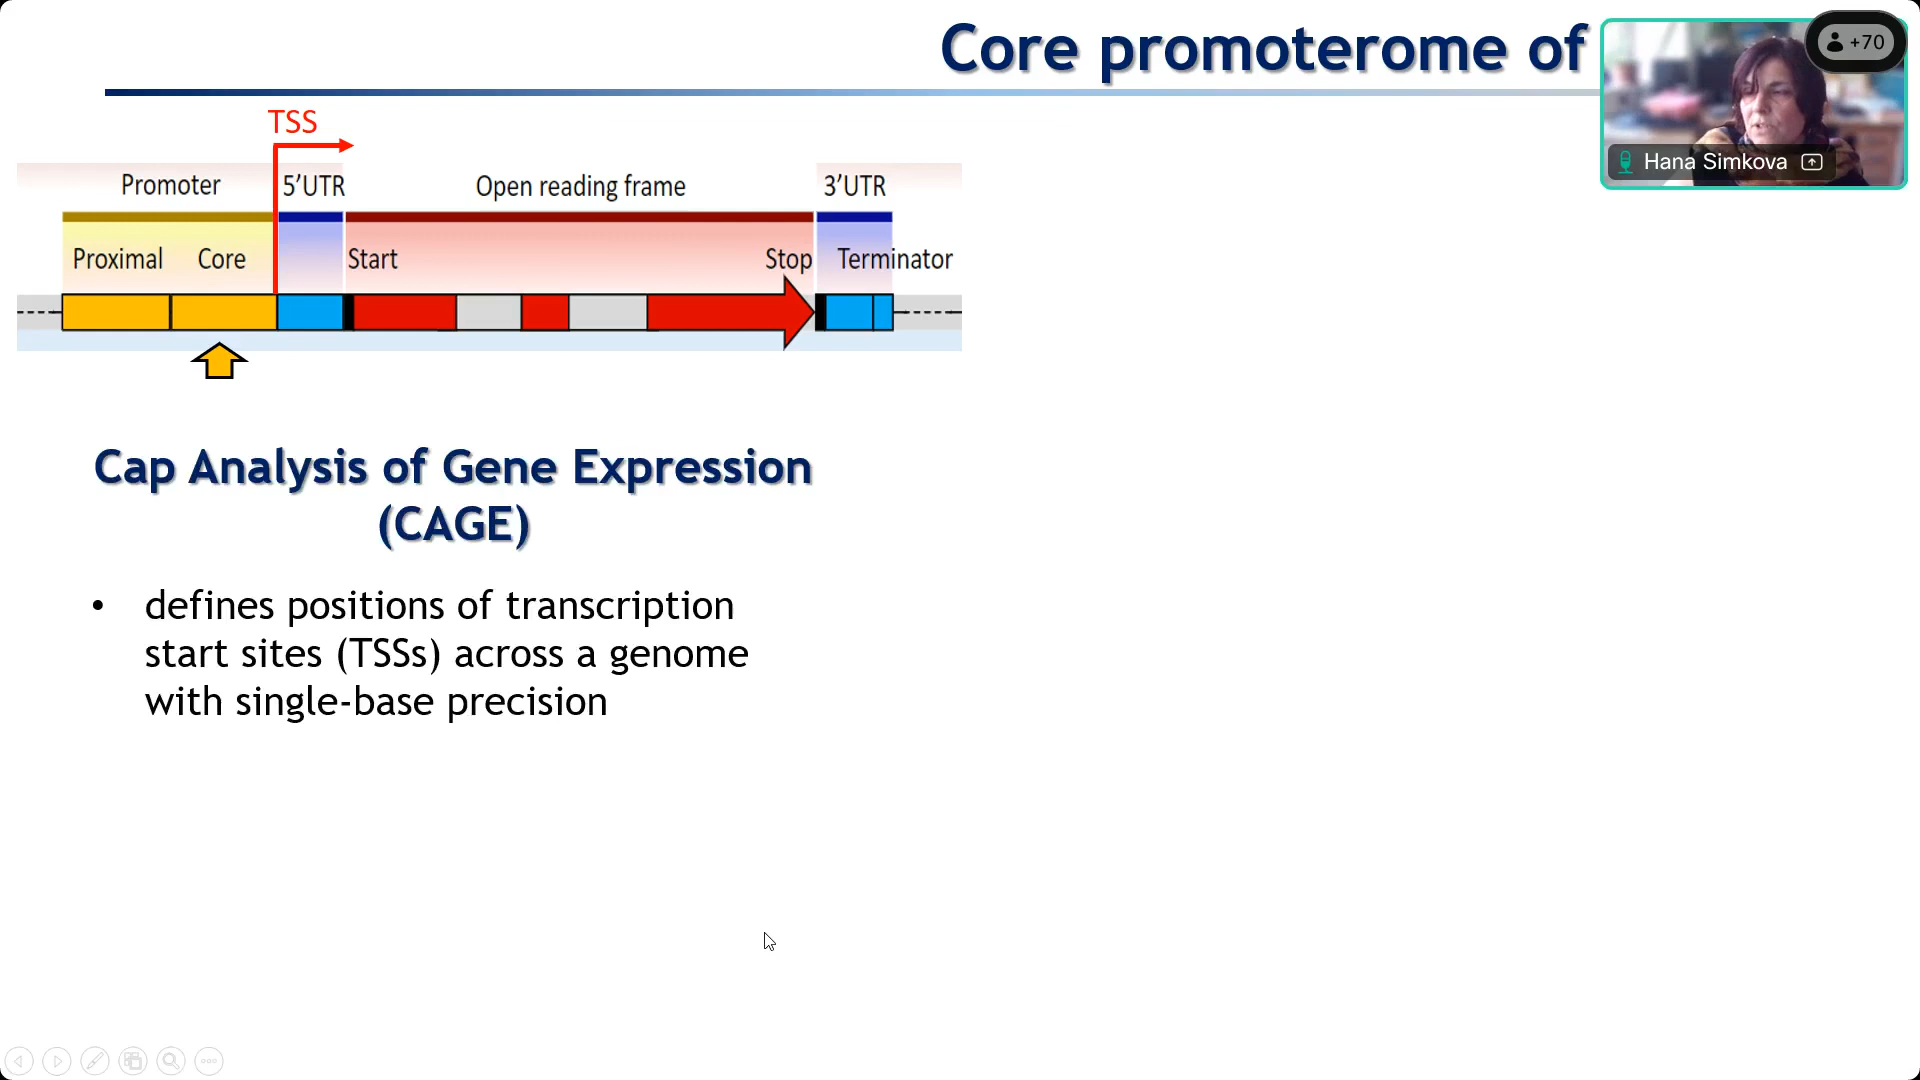 Core promoterome of
+70
Hana Simkova
TSS
Promoter 5’UTR Open reading frame 3’UTR
Proximal Core Start Stop Terminator
Cap Analysis of Gene Expression
(CAGE)
• defines positions of transcription
start sites (TSSs) across a genome
with single-base precision